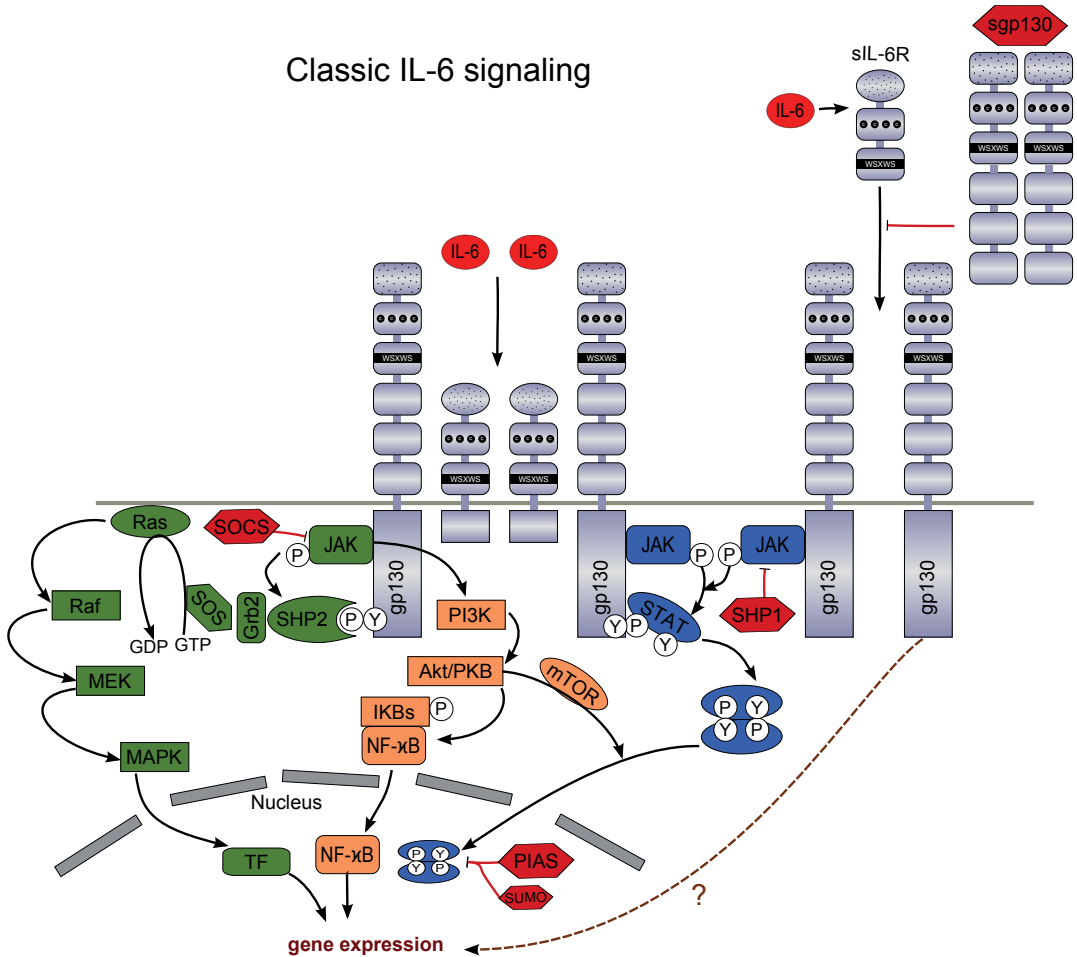 sgp130
Classic IL-6 signaling
sIL-6R
IL-6
c c c c
c c c c
c c c c
WSXWS
WSXWS
WSXWS
IL-6
IL-6
c c c c
c c c c
c c c c
c c c c
WSXWS
WSXWS
WSXWS
WSXWS
c c c c
c c c c
WSXWS
WSXWS
Ras
SOCS
P
JAK
gp130
gp130
JAK
P
P
JAK
gp130
gp130
Raf
SOS
Grb2
SHP2
P
Y
PI3K
Y
P
STAT
Y
SHP1
GDP
GTP
MEK
Akt/PKB
mTOR
IKBs
P
NF-ϰB
P
Y
Y
P
MAPK
Nucleus
TF
NF-ϰB
P
Y
Y
P
PIAS
SUMO
?
gene expression